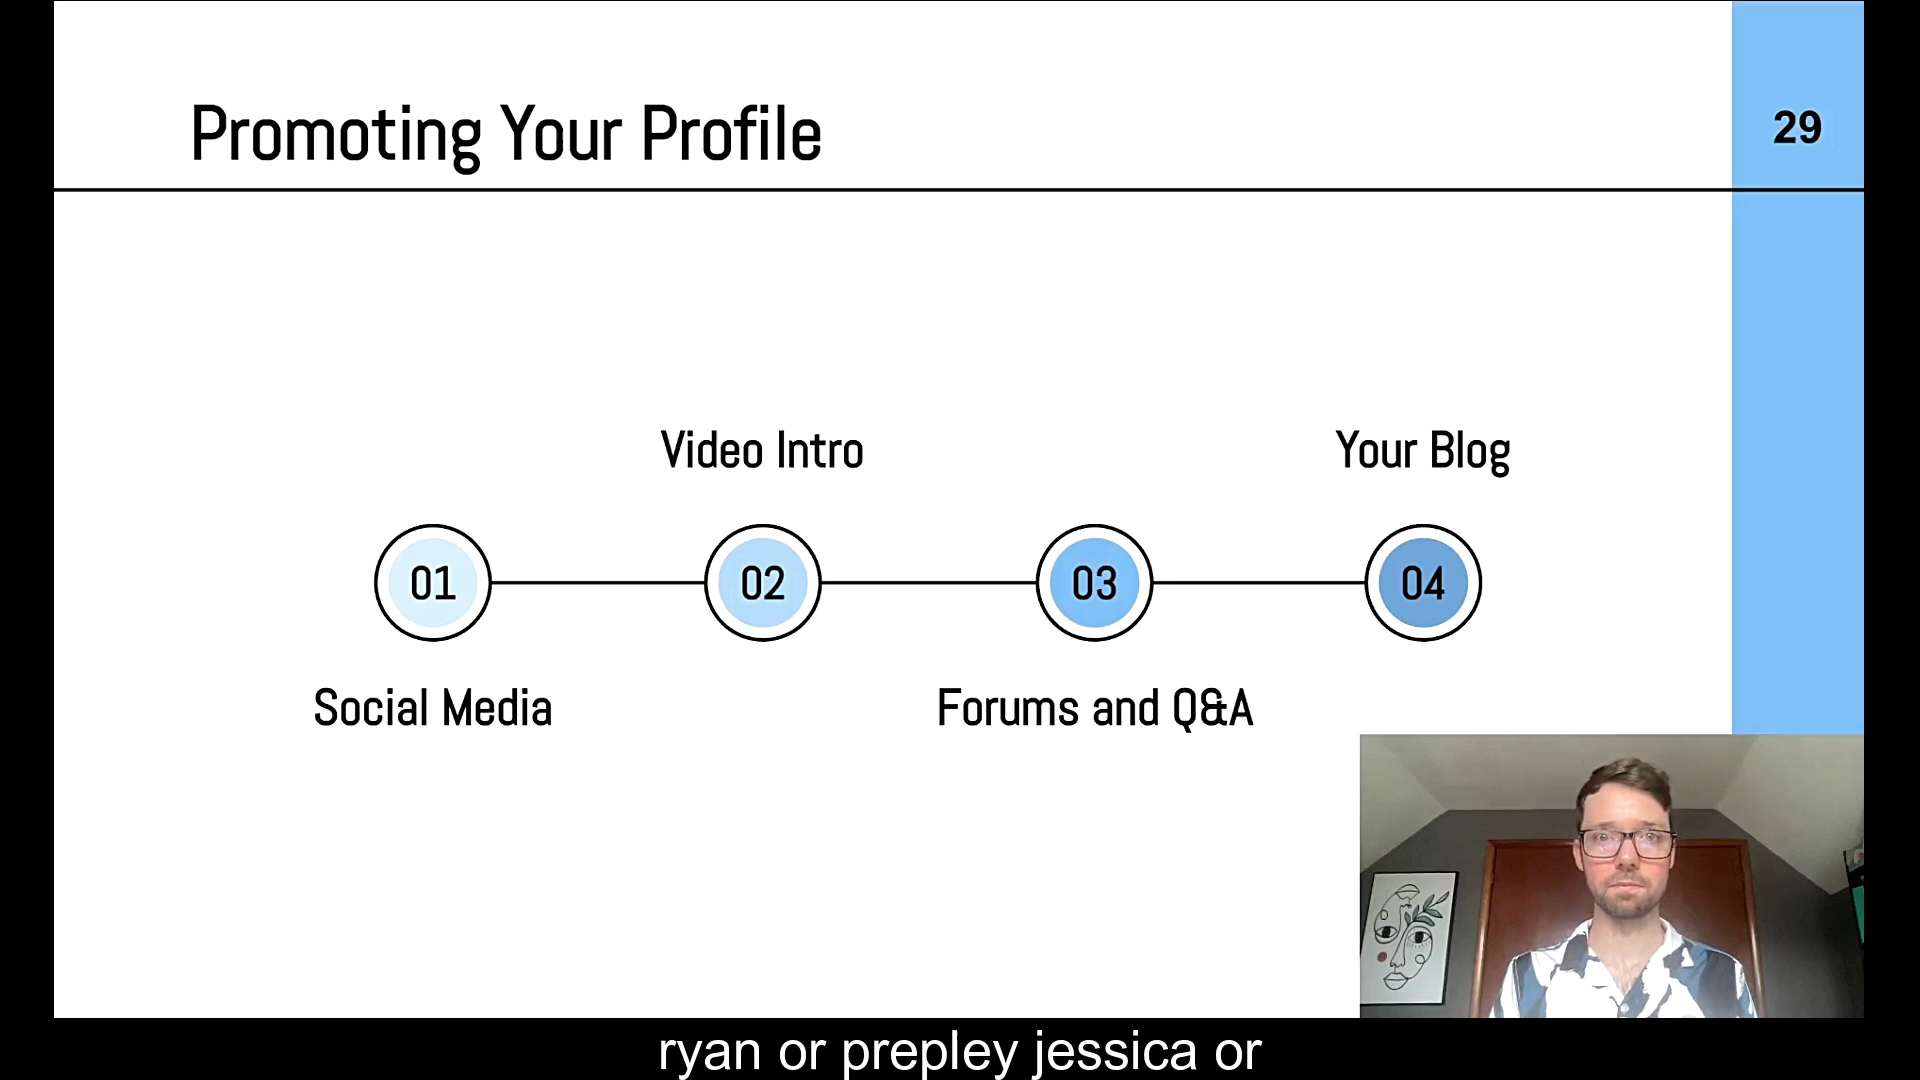 Promoting Your Profile
29
Video Intro
Your Blog
01
02
03
04
Social Media
Forums and Q&A
ryan or prepley jessica or